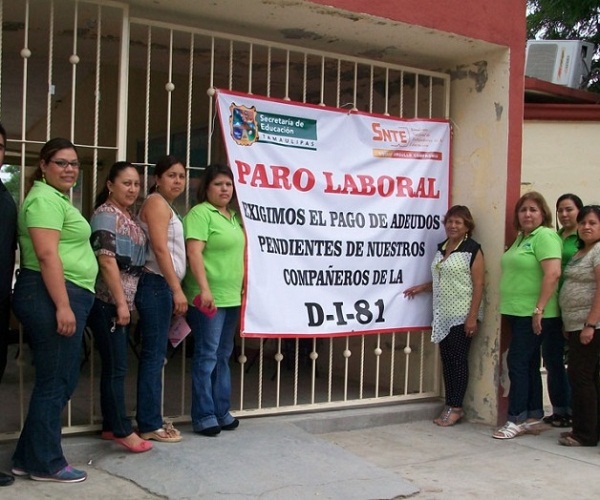 Secretaría de
Educación
TAMAULIPAS
SNTE
PARO LABORAL
EXIGIMOS EL PAGO DE ADEUDOS
PENDIENTES DE NUESTROS
COMPAÑEROS DE LA
D-I-81